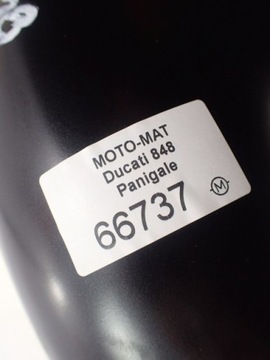 MOTO-MAT
Ducati 848
Panigale
66737
M